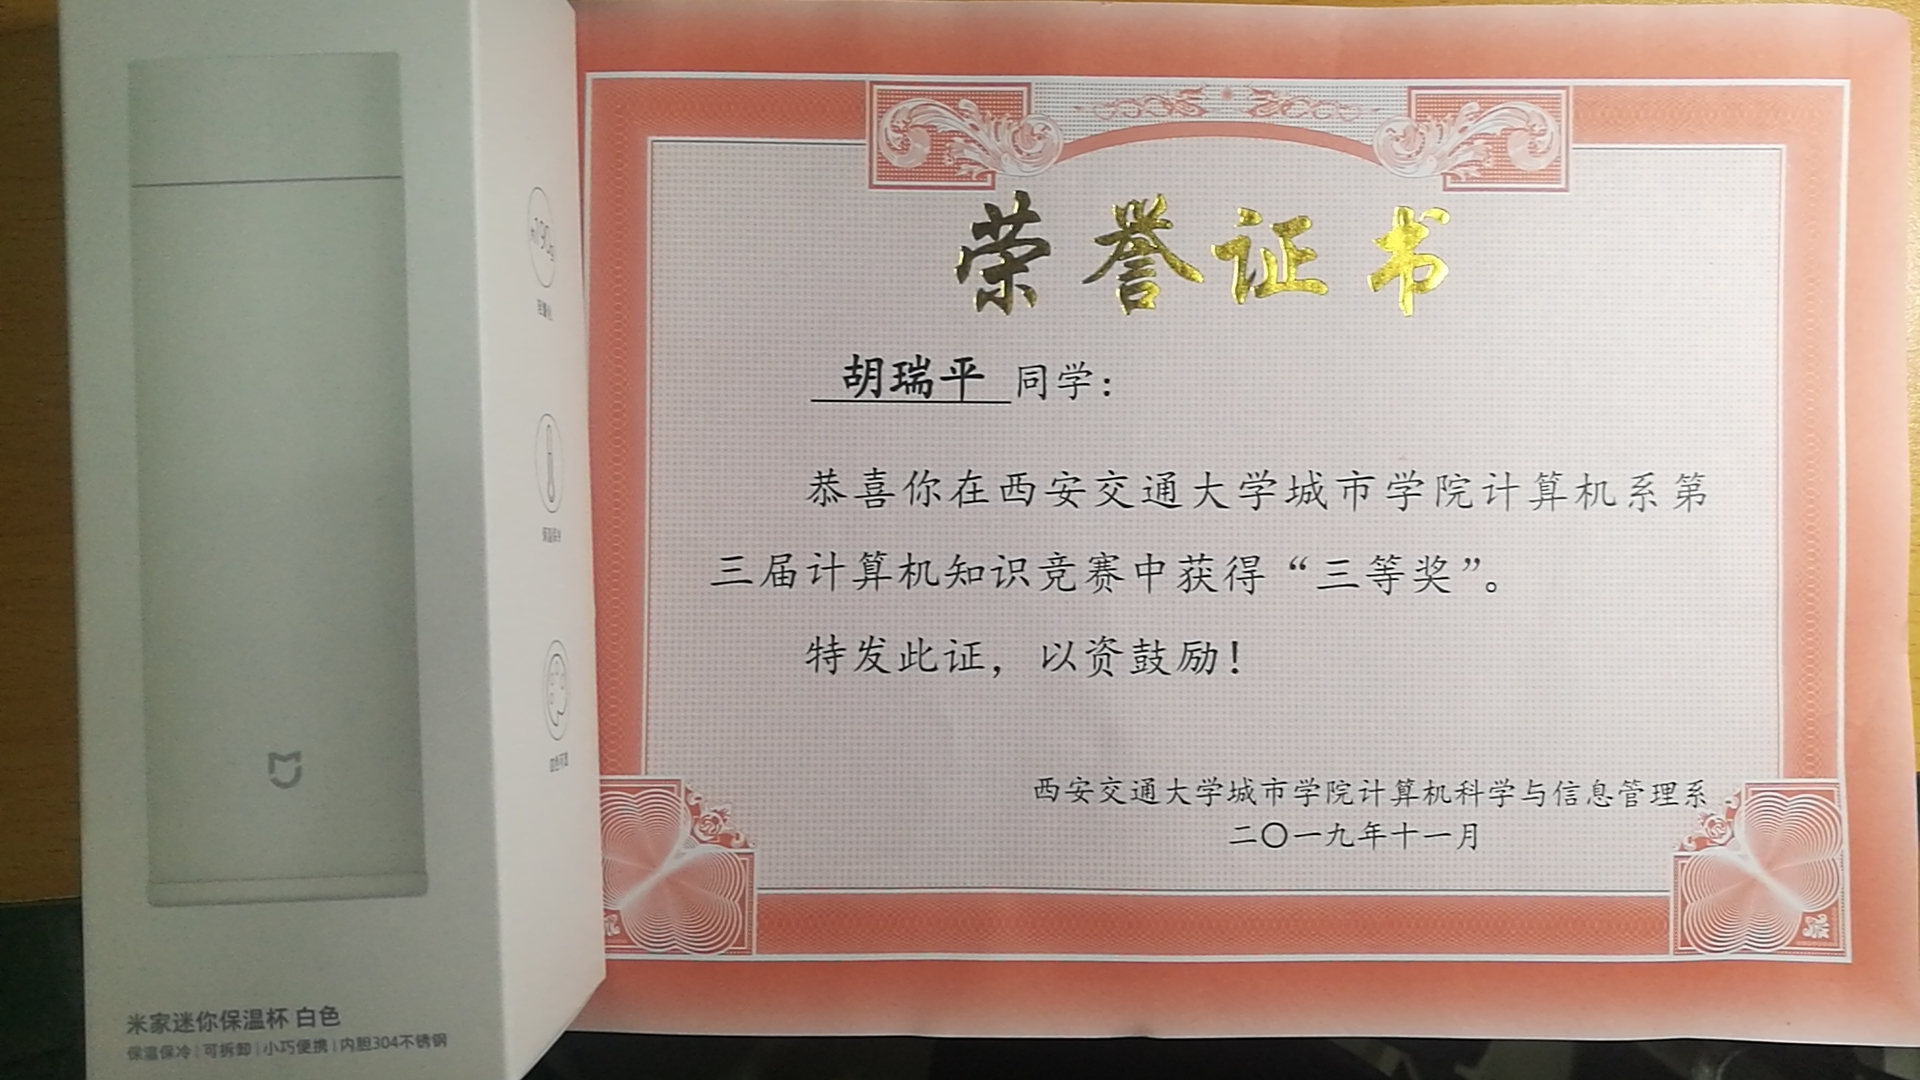 荣誉证书
胡瑞平 同学：
恭喜你在西安交通大学城市学院计算机系第
三届计算机知识竞赛中获得“三等奖”。
特发此证，以资鼓励！
西安交通大学城市学院计算机科学与信息管理系
二〇一九年十一月
190g
米家迷你保温杯 白色
保温保冷|可拆卸|小巧便携|内胆304不锈钢